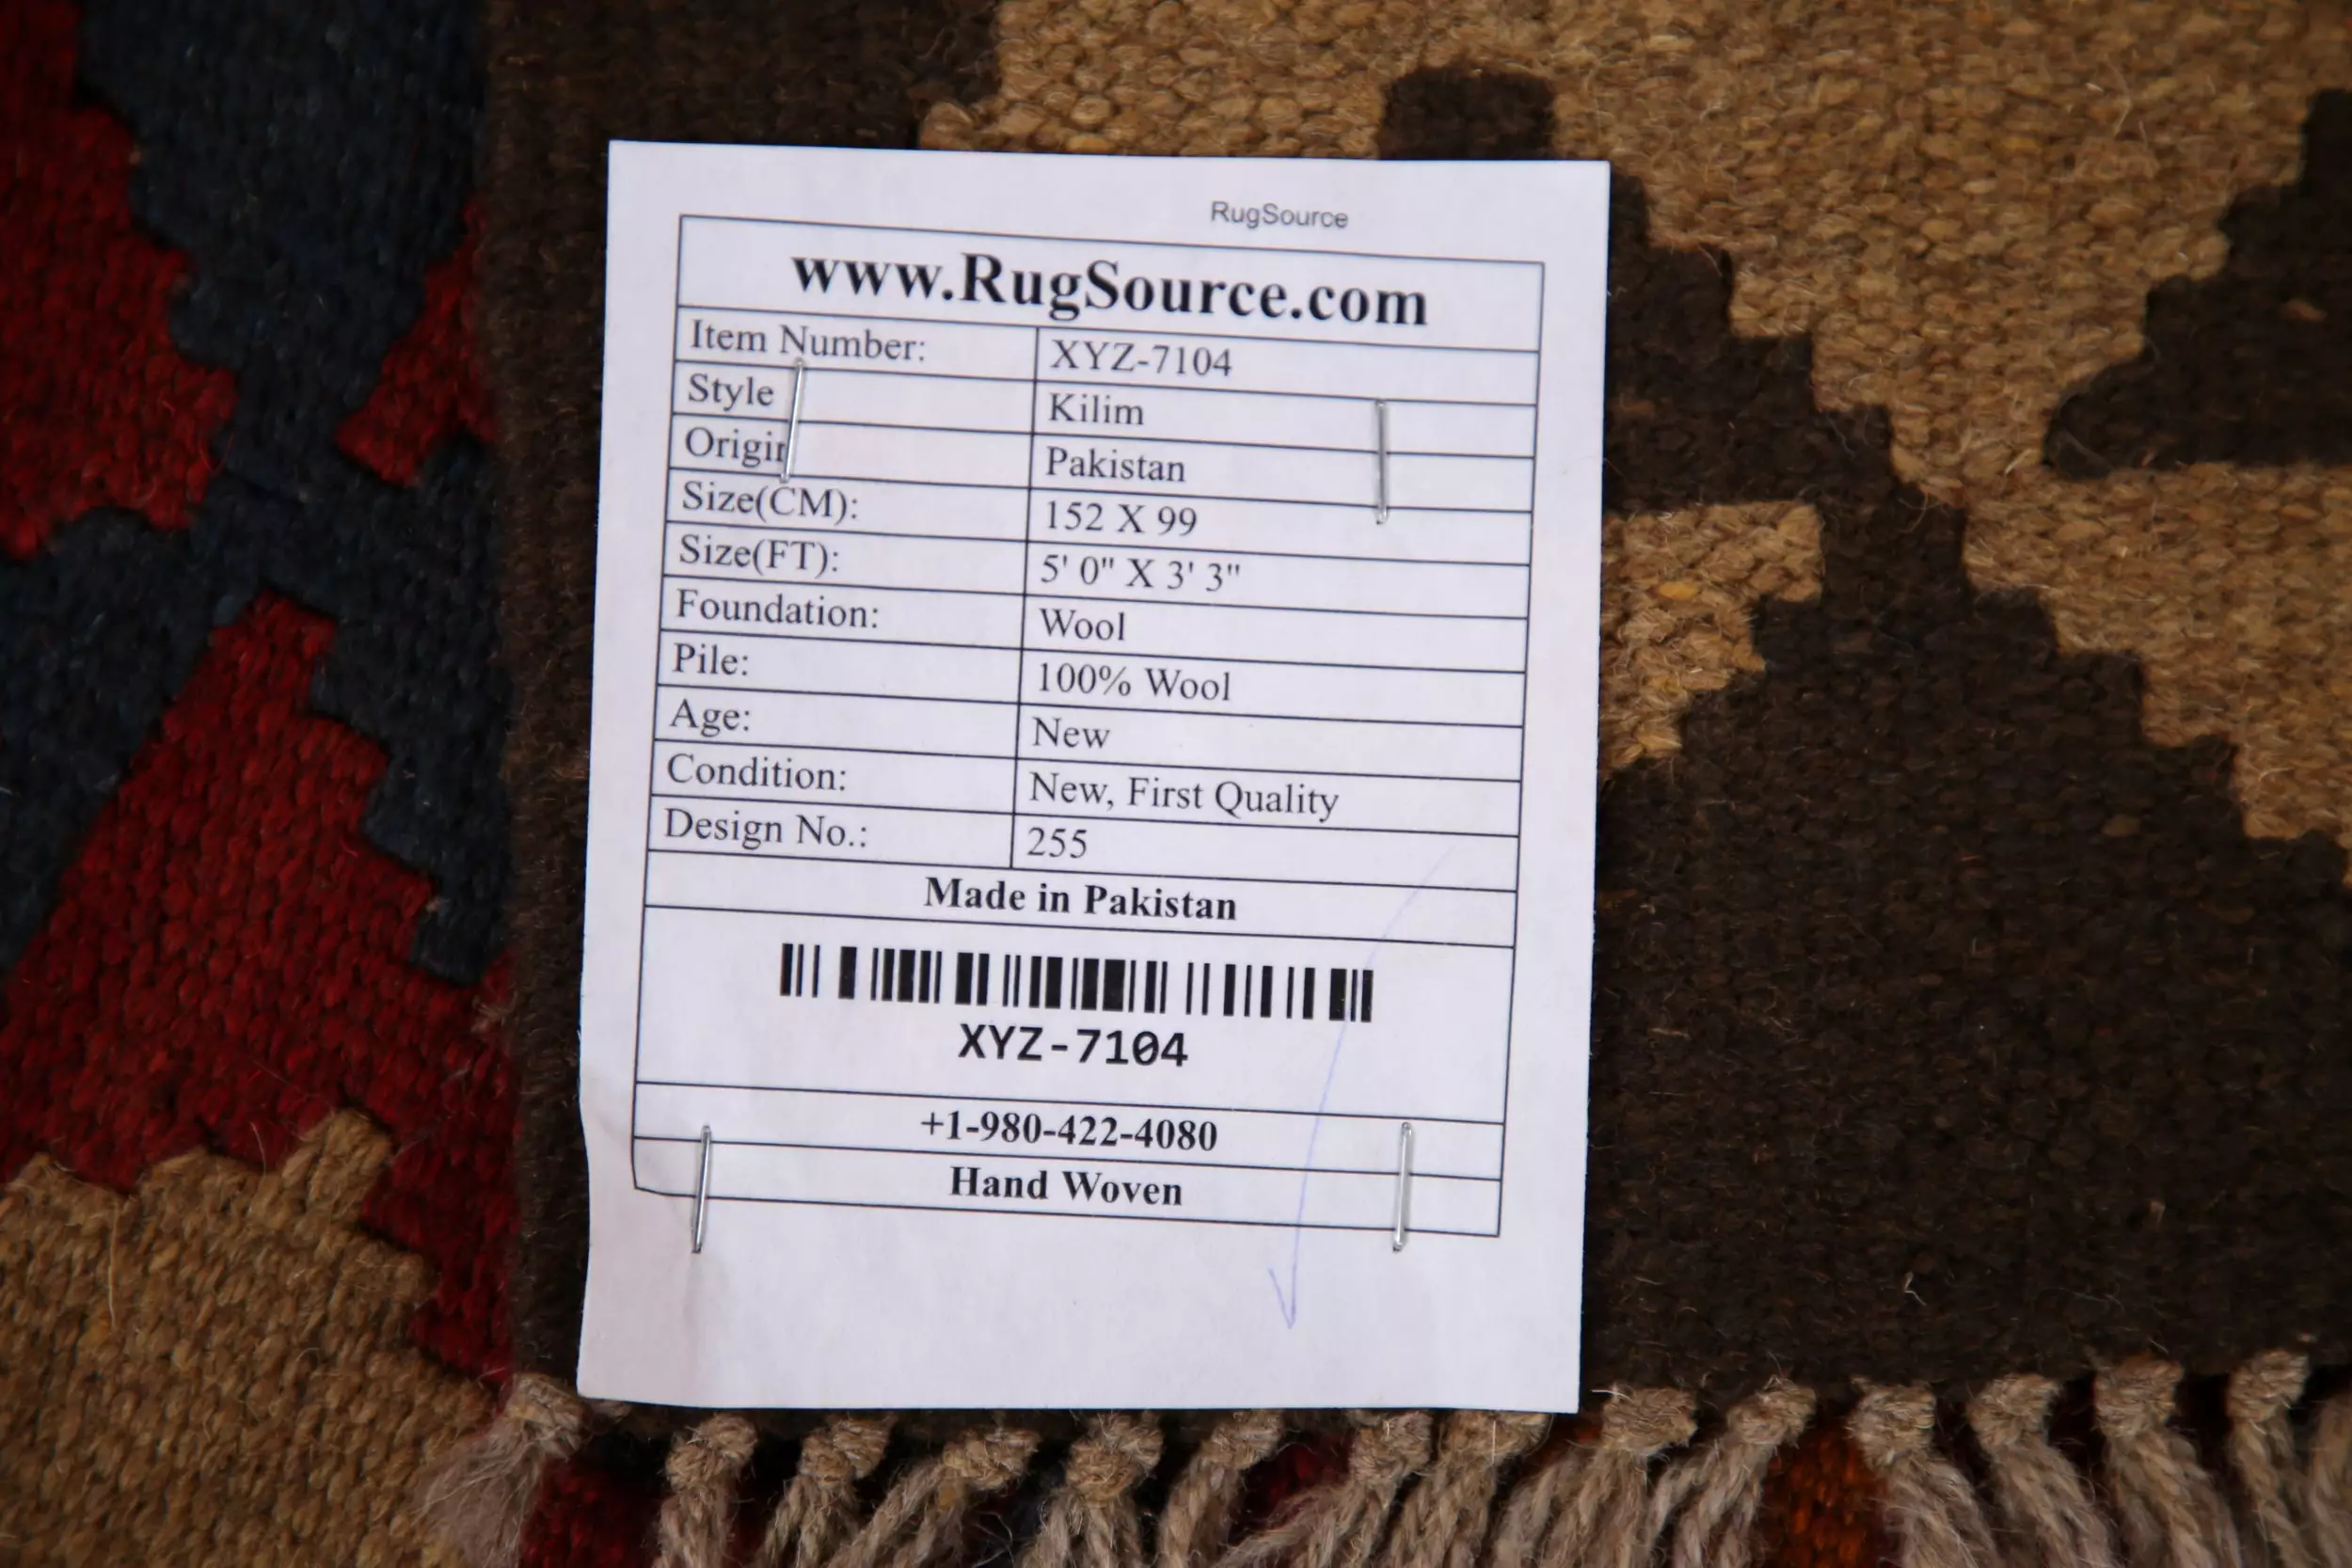 RugSource
www.RugSource.com
Item Number: XYZ-7104
Style Kilim
Origin Pakistan
Size(CM): 152 X 99
Size(FT): 5' 0" X 3' 3"
Foundation: Wool
Pile: 100% Wool
Age: New
Condition: New, First Quality
Design No.: 255
Made in Pakistan
XYZ-7104
+1-980-422-4080
Hand Woven